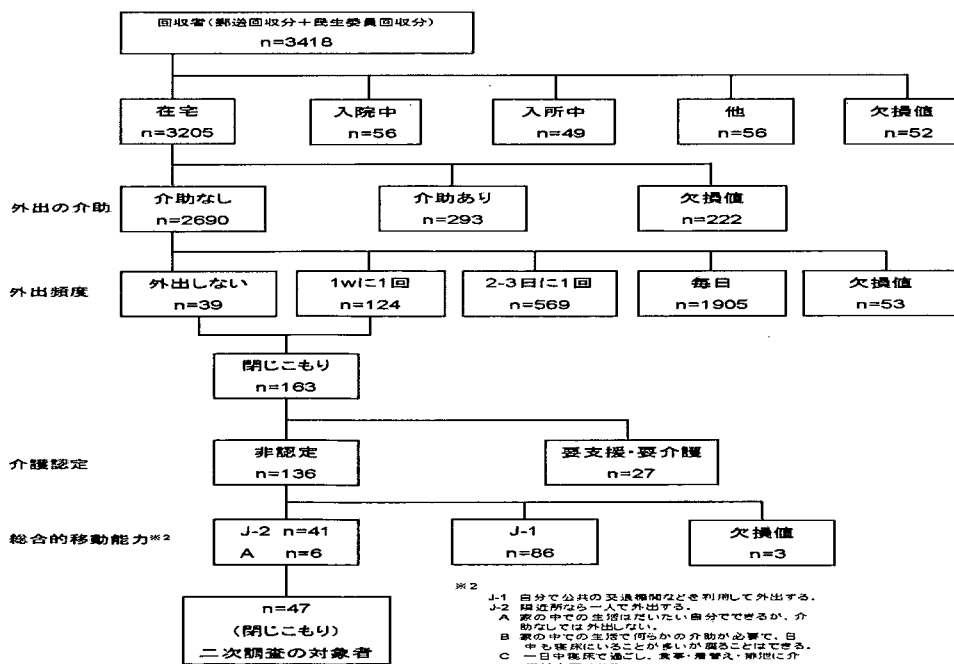 回収者(郵送回収分+民生委員回収分)
n=3418
在宅
n=3205
入院中
n=56
入所中
n=49
他
n=56
欠損値
n=52
外出の介助
介助なし
n=2690
介助あり
n=293
欠損値
n=222
外出頻度
外出しない
n=39
1wに1回
n=124
2-3日に1回
n=569
毎日
n=1905
欠損値
n=53
閉じこもり
n=163
介護認定
非認定
n=136
要支援・要介護
n=27
総合的移動能力※2
J-2 n=41
A n=6
J-1
n=86
欠損値
n=3
n=47
(閉じこもり)
二次調査の対象者
※2
J-1 自分で公共の交通機関などを利用して外出する。
J-2 隣近所なら一人で外出する。
A 家の中での生活はだいたい自分でできるが、介
助なしでは外出しない。
B 家の中での生活で何らかの介助が必要で、日
中も寝床にいることが多いが座ることはできる。
C 一日中寝床で過ごし、食事・着替え・排泄に介